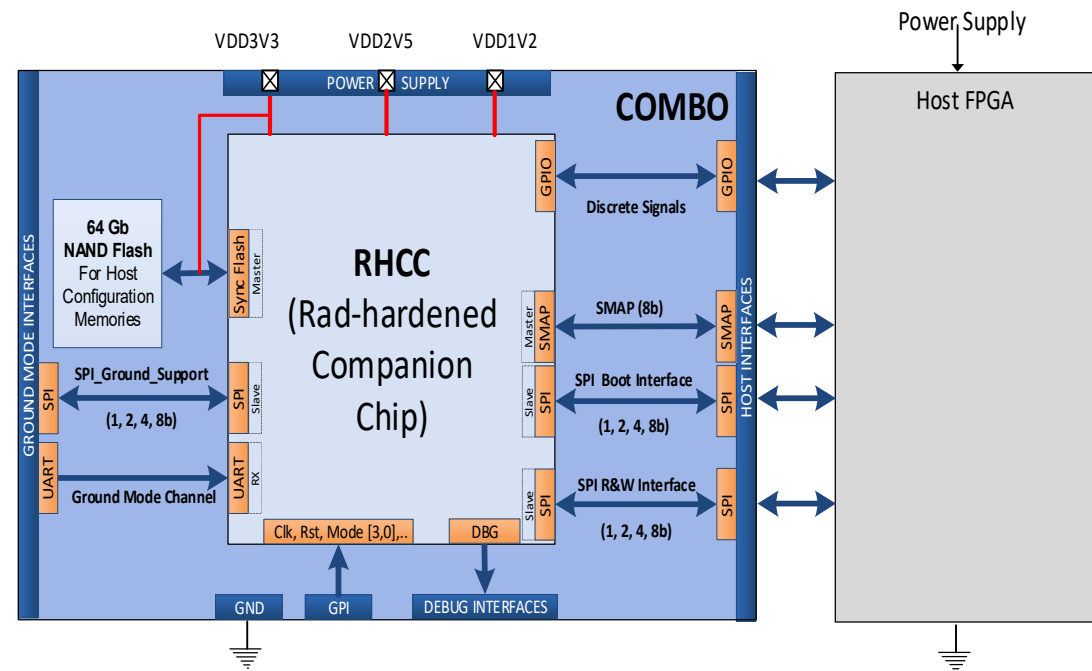 Power Supply
VDD3V3
VDD2V5
VDD1V2
POWER SUPPLY
COMBO
Host FPGA
GPIO
GPIO
Discrete Signals
64 Gb
NAND Flash
For Host
Configuration
Memories
Sync Flash
Master
RHCC
(Rad-hardened
Companion
Chip)
Master
SMAP
SMAP (8b)
SMAP
GROUND MODE INTERFACES
HOST INTERFACES
SPI
SPI_Ground_Support
(1, 2, 4, 8b)
SPI
Slave
Slave
SPI
SPI Boot Interface
(1, 2, 4, 8b)
SPI
UART
Ground Mode Channel
UART
RX
Slave
SPI
SPI R&W Interface
(1, 2, 4, 8b)
SPI
Clk, Rst, Mode [3,0],..
DBG
GND
GPI
DEBUG INTERFACES